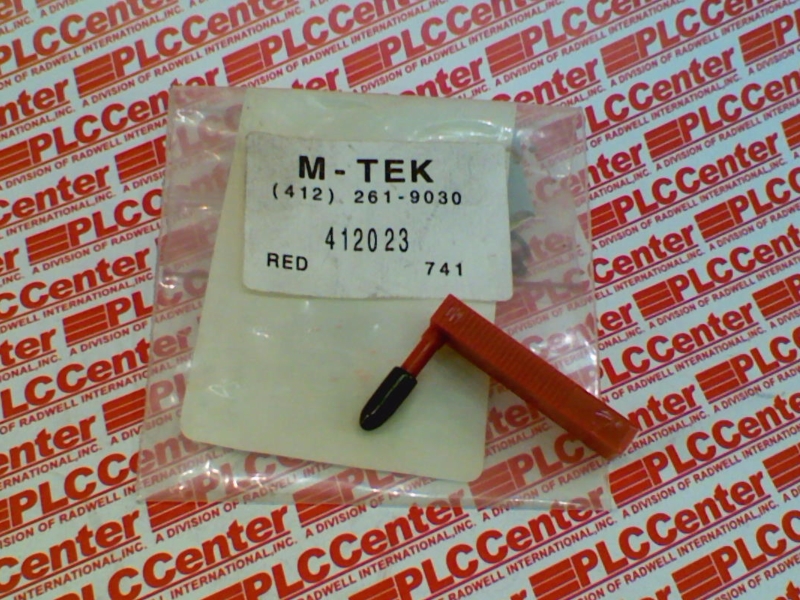 M-TEK
(412) 261-9030
412023
RED 741
PLCCenter
A DIVISION OF RADWELL INTERNATIONAL, INC.